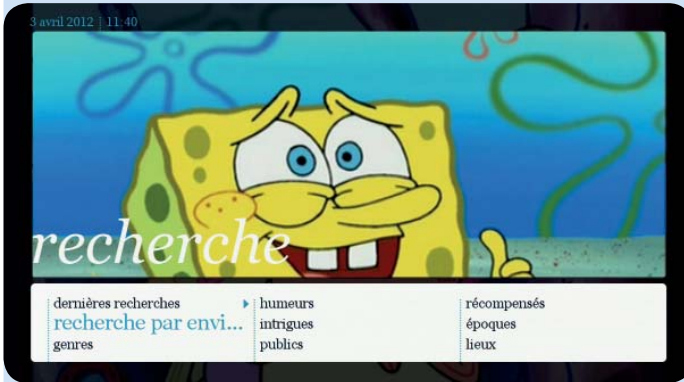 3 avril 2012 | 11:40
recherche
dernières recherches
recherche par envi...
genres
humeurs
intrigues
publics
récompensés
époques
lieux